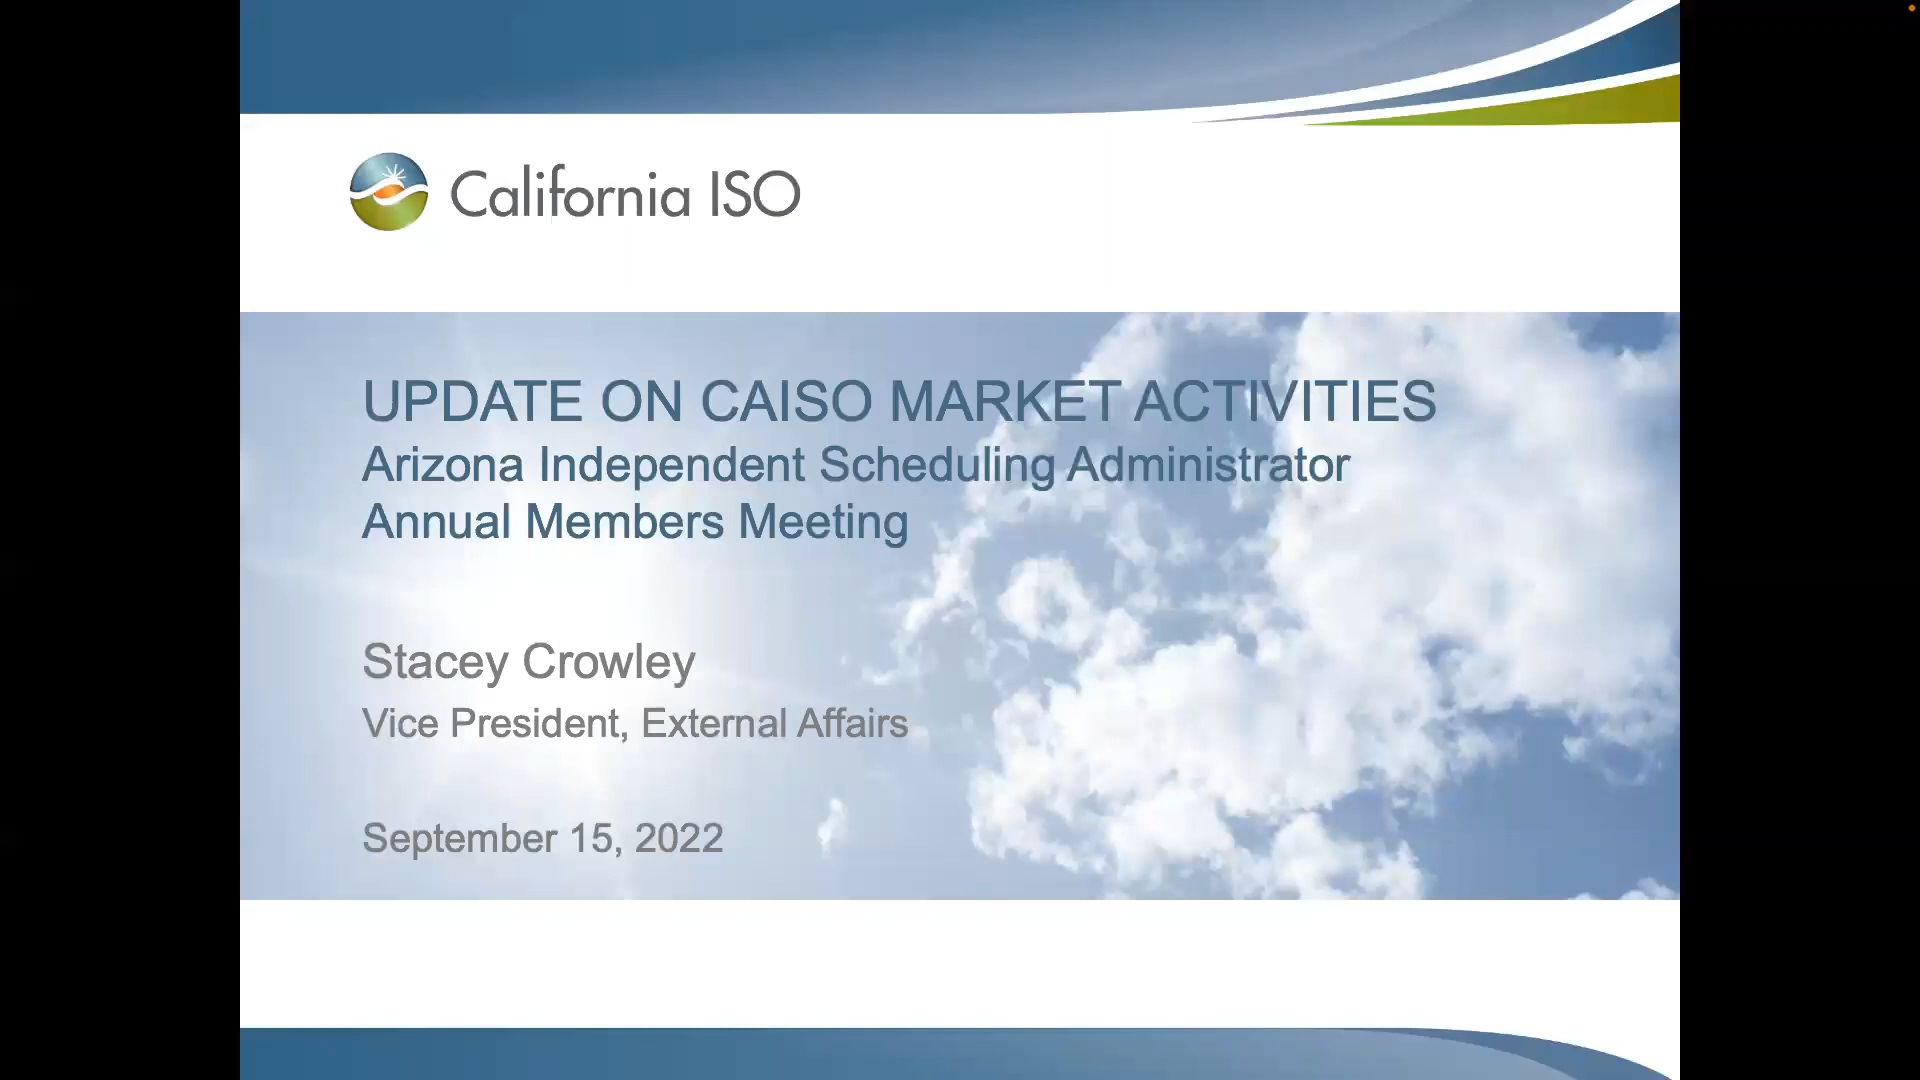 California ISO
UPDATE ON CAISO MARKET ACTIVITIES
Arizona Independent Scheduling Administrator
Annual Members Meeting
Stacey Crowley
Vice President, External Affairs
September 15, 2022